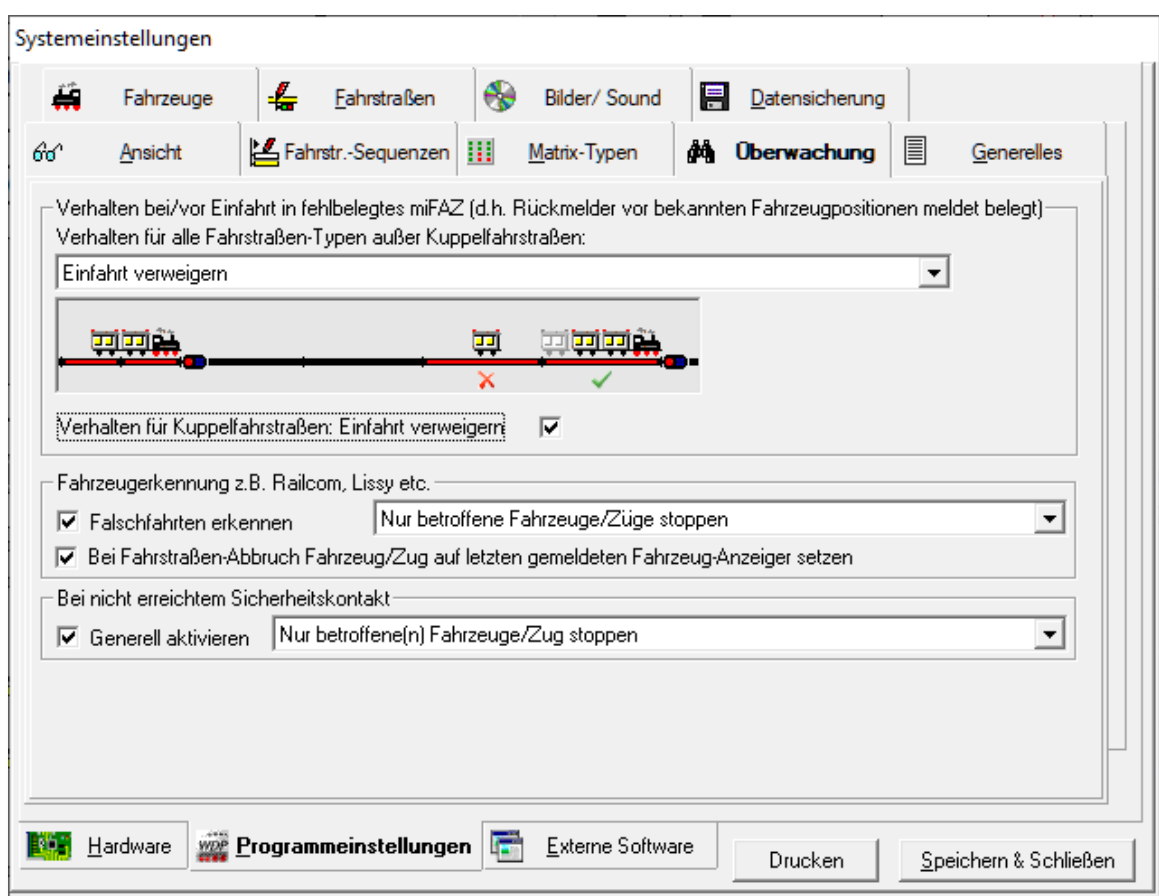 Systemeinstellungen
Fahrzeuge Fahrstraßen Bilder/ Sound Datensicherung
Ansicht Fahrstr.-Sequenzen Matrix-Typen Überwachung Generelles
Verhalten bei/vor Einfahrt in fehlbelegtes miFAZ (d.h. Rückmelder vor bekannten Fahrzeugpositionen meldet belegt)
Verhalten für alle Fahrstraßen-Typen außer Kuppelfahrstraßen:
Einfahrt verweigern
Verhalten für Kuppelfahrstraßen: Einfahrt verweigern
Fahrzeugerkennung z.B. Railcom, Lissy etc.
Falschfahrten erkennen Nur betroffene Fahrzeuge/Züge stoppen
Bei Fahrstraßen-Abbruch Fahrzeug/Zug auf letzten gemeldeten Fahrzeug-Anzeiger setzen
Bei nicht erreichtem Sicherheitskontakt
Generell aktivieren Nur betroffene(n) Fahrzeuge/Zug stoppen
Hardware WDP Programmeinstellungen Externe Software Drucken Speichern & Schließen